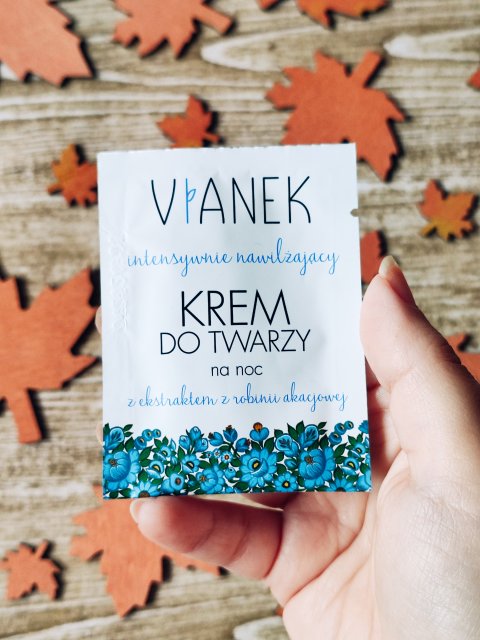 VIANEK
intensywnie nawilżający
KREM
DO TWARZY
na noc
z ekstraktem z robinii akacjowej